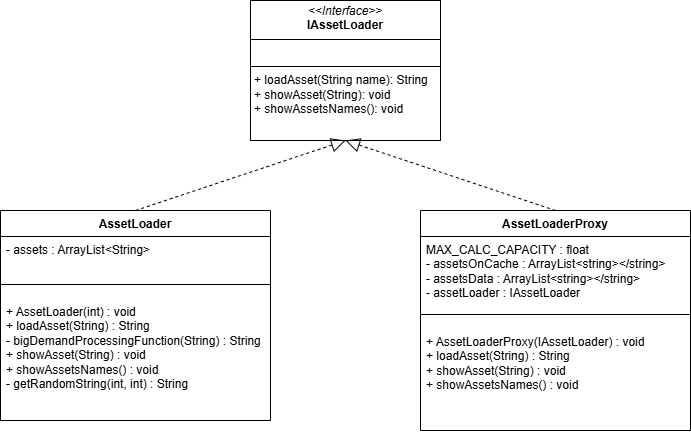 <<Interface>>
IAssetLoader
+ loadAsset(String name): String
+ showAsset(String): void
+ showAssetsNames(): void
AssetLoader
- assets : ArrayList<String>
+ AssetLoader(int) : void
+ loadAsset(String) : String
- bigDemandProcessingFunction(String) : String
+ showAsset(String) : void
+ showAssetsNames() : void
- getRandomString(int, int) : String
AssetLoaderProxy
MAX_CALC_CAPACITY : float
- assetsOnCache : ArrayList<string></string>
- assetsData : ArrayList<string></string>
- assetLoader : IAssetLoader
+ AssetLoaderProxy(IAssetLoader) : void
+ loadAsset(String) : String
+ showAsset(String) : void
+ showAssetsNames() : void